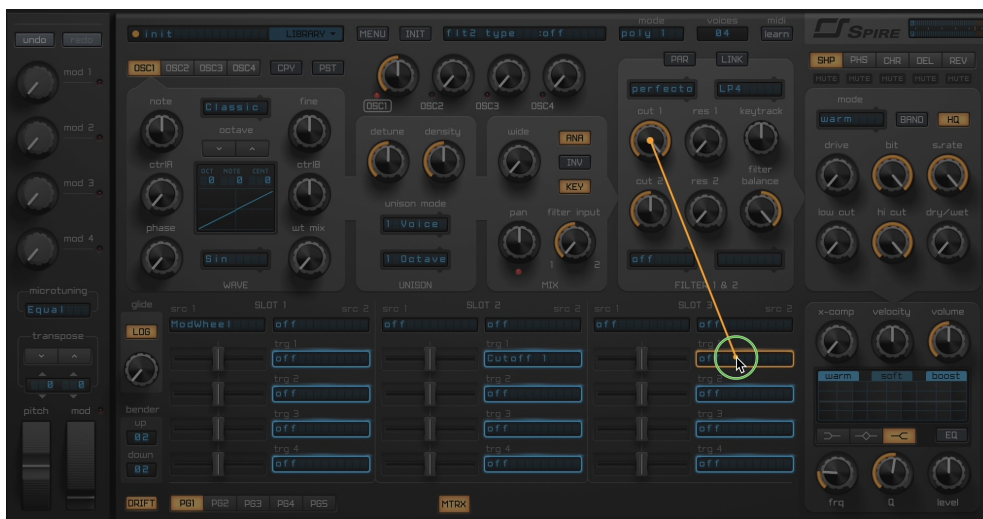 mode voices midi
undo redo init LIBRARY MENU INIT flt2 type :off poly 1 04 learn SPIRE
mod 1
OSC1 OSC2 OSC3 OSC4 CPY PST
PAR LINK
SHP PHS CHR DEL REV
MUTE MUTE MUTE MUTE MUTE
perfecto LP4
note Classic fine
OSC1 OSC2 OSC3 OSC4
cut 1 res 1 keytrack
mode
warm BAND HQ
mod 2
octave
detune density wide ANA
drive bit s.rate
INV
ctrlA ctrlB
OCT NOTE CENT
0 0 0
KEY
filter
cut 2 res 2 balance
mod 3
unison mode
1 Voice
pan filter input
low cut hi cut dry/wet
phase wt mix
mod 4
Sin 1 Octave 1 2 off
WAVE UNISON MIX FILTER 1 & 2
microtuning
Equal
glide src 1 SLOT 1 src 2 src 1 SLOT 2 src 2 src 1 SLOT 3 src 2
x-comp velocity volume
LOG ModWheel off off off off off
transpose
trg 1 trg 1 trg
off Cutoff 1 of
0 0
trg 2 trg 2 trg 2
off off off
warm soft boost
pitch mod bender
up
02
trg 3 trg 3 trg 3
off off off
EQ
down
02
trg 4 trg 4 trg 4
off off off
DRIFT PG1 PG2 PG3 PG4 PG5 MTRX
frq Q level